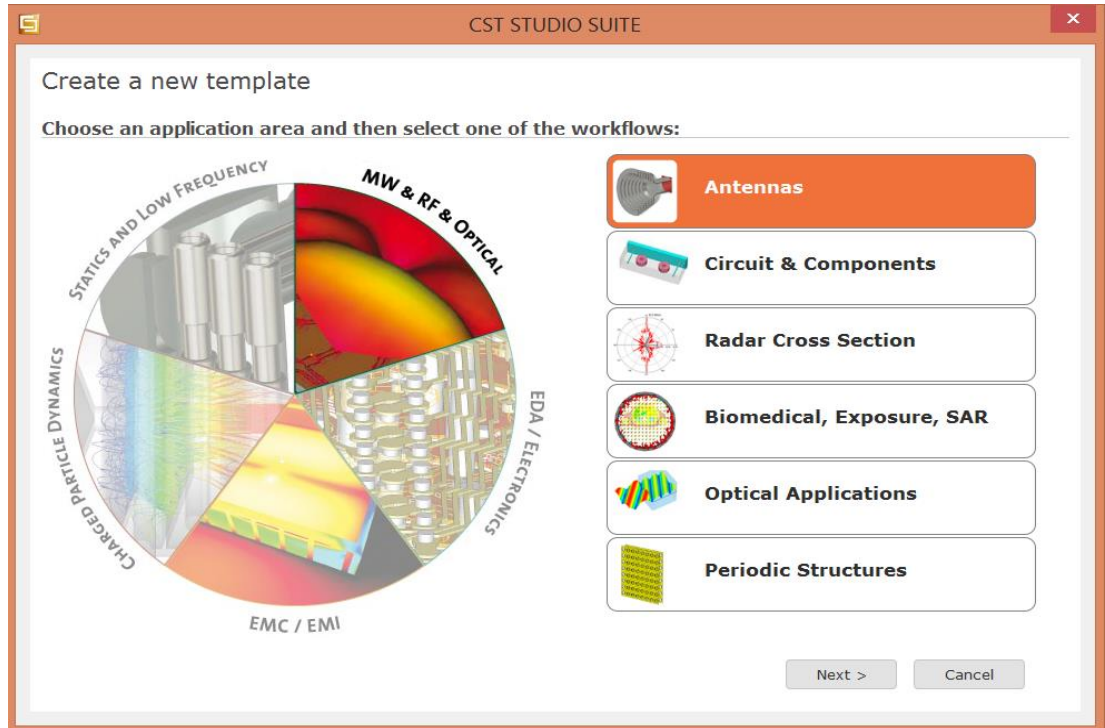 CST STUDIO SUITE
Create a new template
Choose an application area and then select one of the workflows:
STATICS AND LOW FREQUENCY
MW & RF & OPTICAL
EDA / ELECTRONICS
EMC / EMI
CHARGED PARTICLE DYNAMICS
Antennas
Circuit & Components
Radar Cross Section
Biomedical, Exposure, SAR
Optical Applications
Periodic Structures
Next >
Cancel